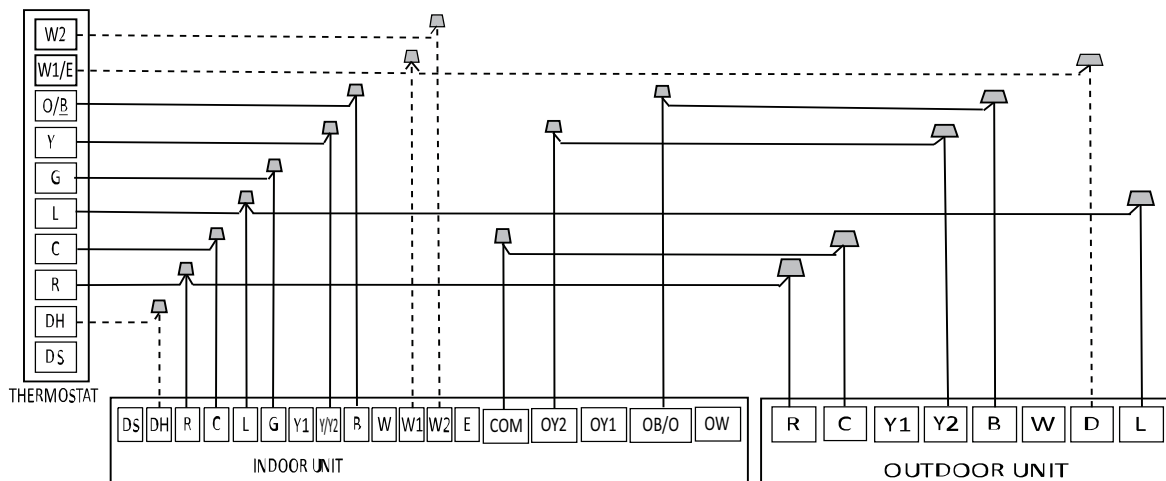 W2
W1/E
O/B
Y
G
L
C
R
DH
DS
THERMOSTAT
DS DH R C L G Y1 Y/Y2 B W W1 W2 E COM OY2 OY1 OB/O OW
INDOOR UNIT
R C Y1 Y2 B W D L
OUTDOOR UNIT